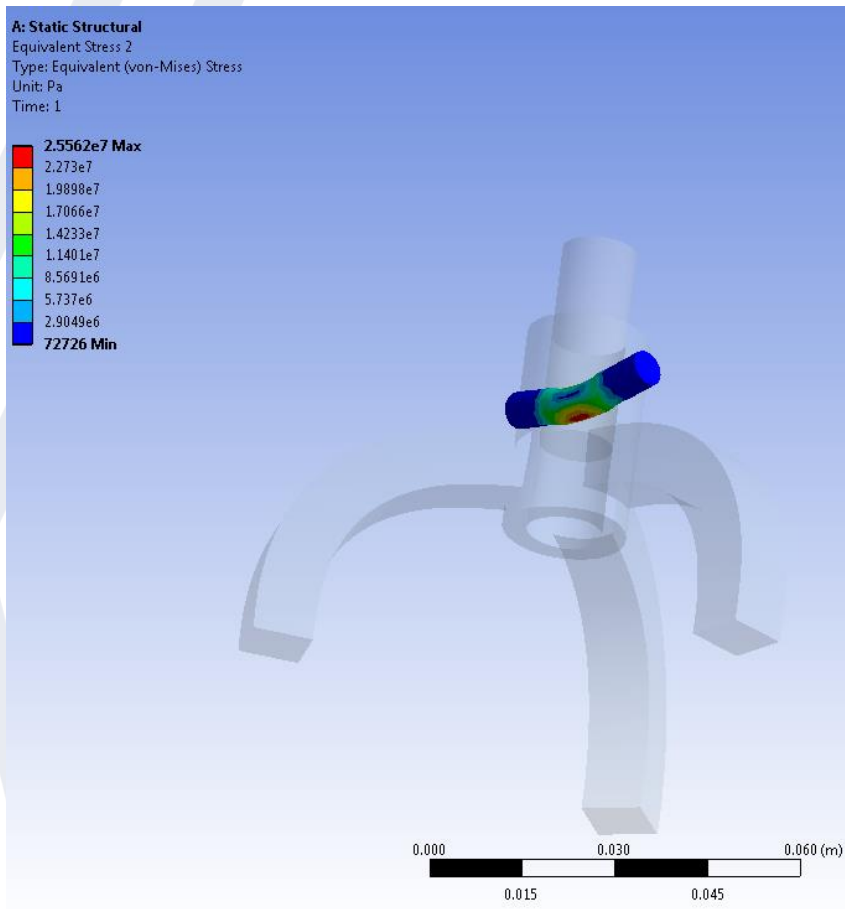 A: Static Structural
Equivalent Stress 2
Type: Equivalent (von-Mises) Stress
Unit: Pa
Time: 1
2.5562e7 Max
2.273e7
1.9898e7
1.7066e7
1.4233e7
1.1401e7
8.5691e6
5.737e6
2.9049e6
72726 Min
0.000 0.030 0.060 (m)
0.015 0.045